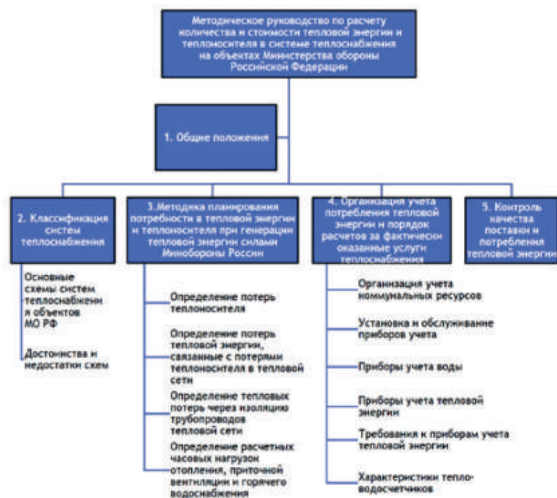 Методическое руководство по расчету
количества и стоимости тепловой энергии и
теплоносителя в системе теплоснабжения
на объектах Министерства обороны
Российской Федерации
1. Общие положения
2. Классификация
систем
теплоснабжения
Основные
схемы систем
теплоснабжен
ия объектов
МО РФ
Достоинства и
недостатки схем
3.Методика планирования
потребности в тепловой энергии
и теплоносителя при генерации
тепловой энергии силами
Минобороны России
Определение потерь
теплоносителя
Определение потерь
тепловой энергии,
связанные с потерями
теплоносителя в тепловой
сети
Определение тепловых
потерь через изоляцию
трубопроводов
тепловой сети
Определение расчетных
часовых нагрузок
отопления, приточной
вентиляции и горячего
водоснабжения
4. Организация учета
потребления тепловой
энергии и порядок
расчетов за фактически
оказанные услуги
теплоснабжения
Организация учета
коммунальных ресурсов
Установка и обслуживание
приборов учета
Приборы учета воды
Приборы учета тепловой
энергии
Требования к приборам учета
тепловой энергии
Характеристики тепло-
водосчетчиков
5. Контроль
качества
поставки и
потребления
тепловой энергии